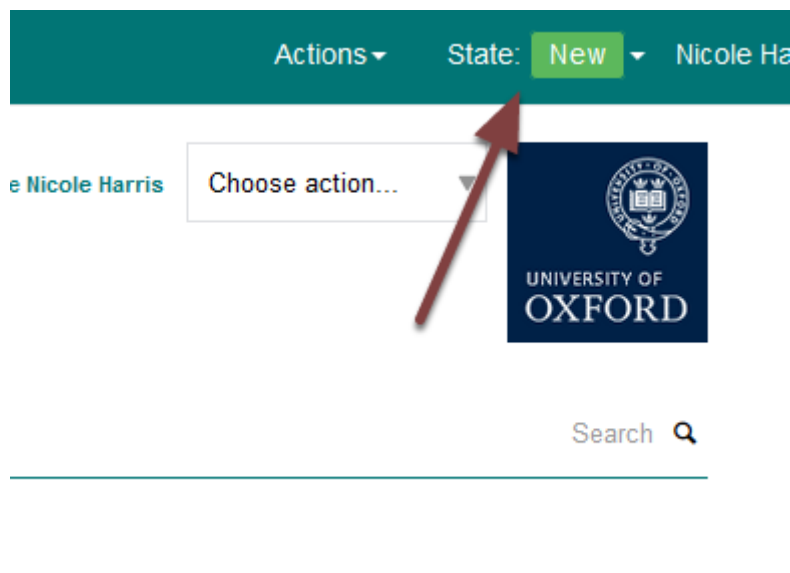 Actions State: New Nicole Ha
e Nicole Harris Choose action...
UNIVERSITY OF
OXFORD
Search